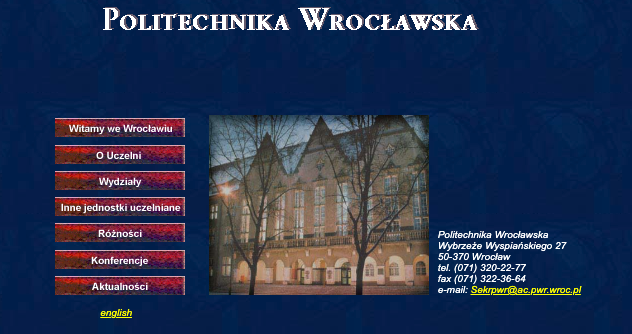 Politechnika Wrocławska
Witamy we Wrocławiu
O Uczelni
Wydziały
Inne jednostki uczelniane
Różności
Konferencje
Aktualności
english
Politechnika Wrocławska
Wybrzeże Wyspiańskiego 27
50-370 Wrocław
tel. (071) 320-22-77
fax (071) 322-36-64
e-mail: Sekrpwr@ac.pwr.wroc.pl